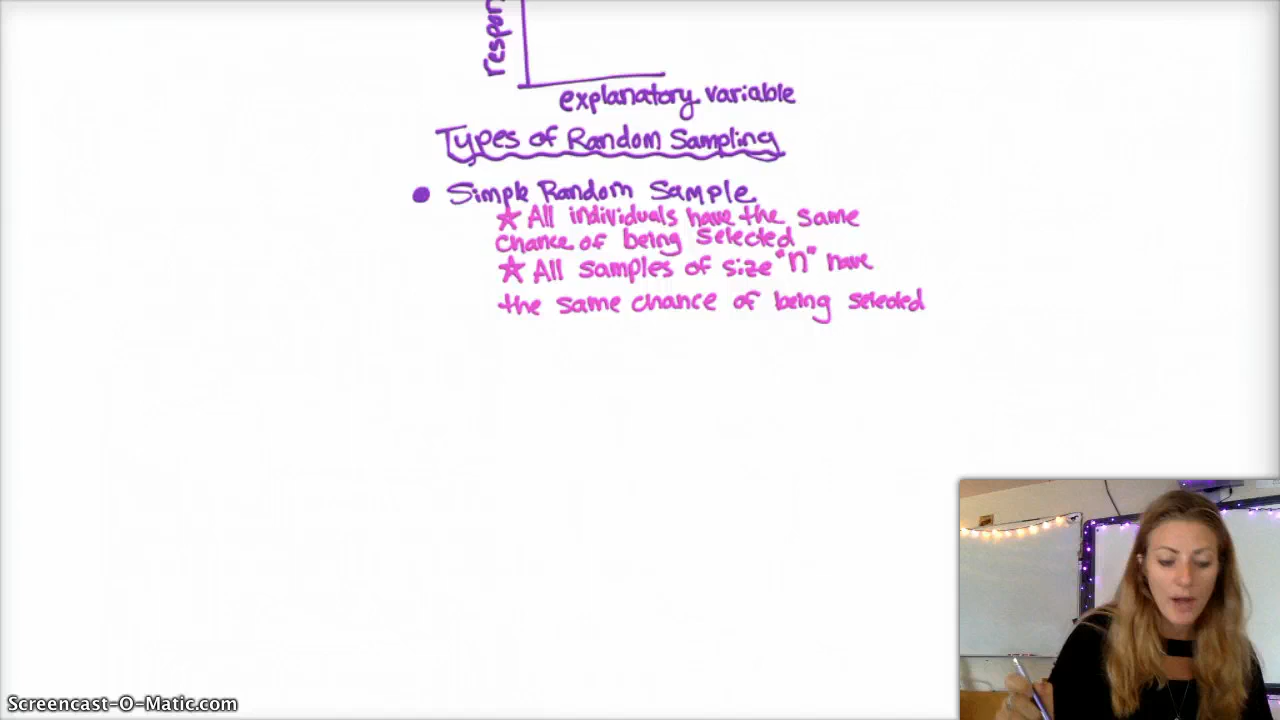 respon
explanatory variable
Types of Random Sampling
• Simple Random Sample
☆ All individuals have the same
chance of being selected
☆ All samples of size "n" have
the same chance of being selected
Screencast-O-Matic.com